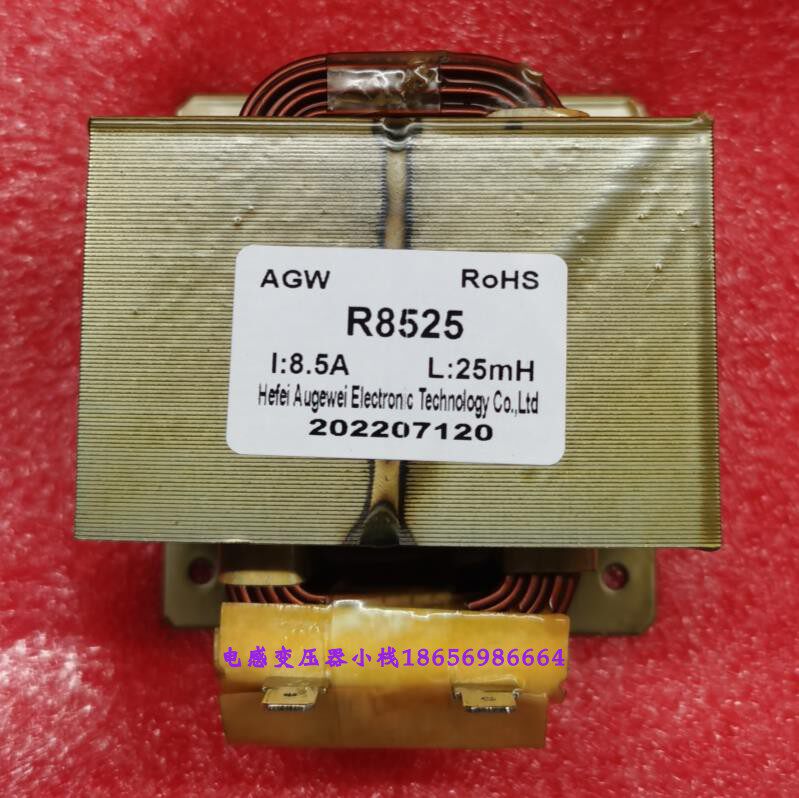 AGW RoHS
R8525
I:8.5A L:25mH
Hefei Augewei Electronic Technology Co.,Ltd
202207120
电感变压器小栈18656986664